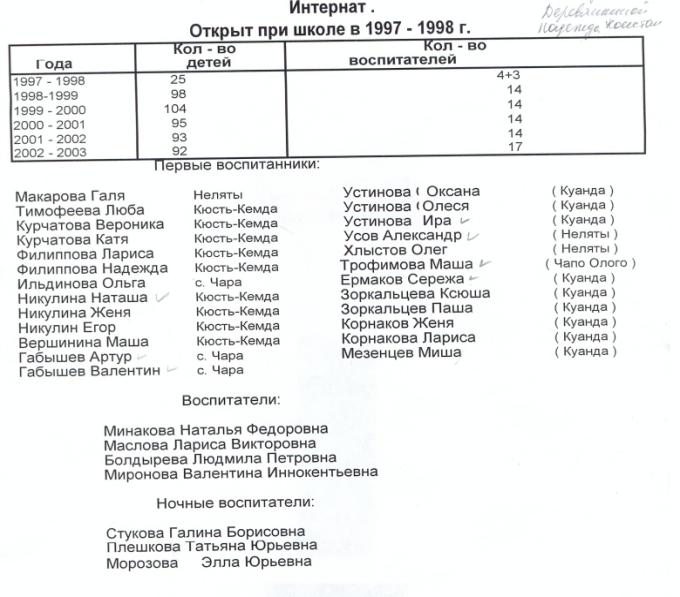 Интернат .
Открыт при школе в 1997 - 1998 г.
Деревяниной
Надежда
Года Кол - во детей Кол - во воспитателей
1997 - 1998 25 4+3
1998-1999 98 14
1999 - 2000 104 14
2000 - 2001 95 14
2001 - 2002 93 14
2002 - 2003 92 17
Первые воспитанники:
Макарова Галя Неляты
Тимофеева Люба Кюсть-Кемда
Курчатова Вероника Кюсть-Кемда
Курчатова Катя Кюсть-Кемда
Филиппова Лариса Кюсть-Кемда
Филиппова Надежда Кюсть-Кемда
Ильдинова Ольга с. Чара
Никулина Наташа Кюсть-Кемда
Никулина Женя Кюсть-Кемда
Никулин Егор Кюсть-Кемда
Вершинина Маша Кюсть-Кемда
Габышев Артур с. Чара
Габышев Валентин с. Чара
Устинова ( Оксана ( Куанда )
Устинова ( Олеся ( Куанда )
Устинова Ира ( Куанда )
Усов Александр ( Неляты )
Хлыстов Олег ( Неляты )
Трофимова Маша ( Чапо Олого )
Ермаков Сережа ( Куанда )
Зоркальцева Ксюша ( Куанда )
Зоркальцев Паша ( Куанда )
Корнаков Женя ( Куанда )
Корнакова Лариса ( Куанда )
Мезенцев Миша ( Куанда )
Воспитатели:
Минакова Наталья Федоровна
Маслова Лариса Викторовна
Болдырева Людмила Петровна
Миронова Валентина Иннокентьевна
Ночные воспитатели:
Стукова Галина Борисовна
Плешкова Татьяна Юрьевна
Морозова Элла Юрьевна